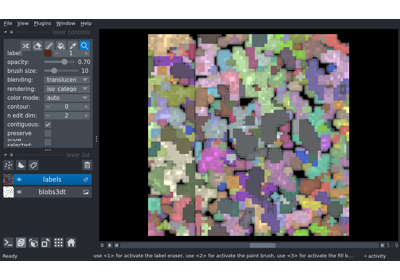 File View Plugins Window Help
layer controls
label: 1
opacity: 0.70
brush size: 10
blending: translucen
rendering: iso_catego
color mode: auto
contour: 0
n edit dim: 2
contiguous:
preserve
show
selected:
layer list
labels
blobs3dt
0
Ready
use <1> for activate the label eraser, use <2> for activate the paint brush, use <3> for activate the fill b...
activity